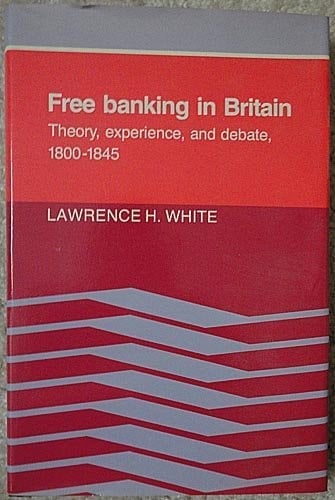 Free banking in Britain
Theory, experience, and debate,
1800-1845
LAWRENCE H. WHITE